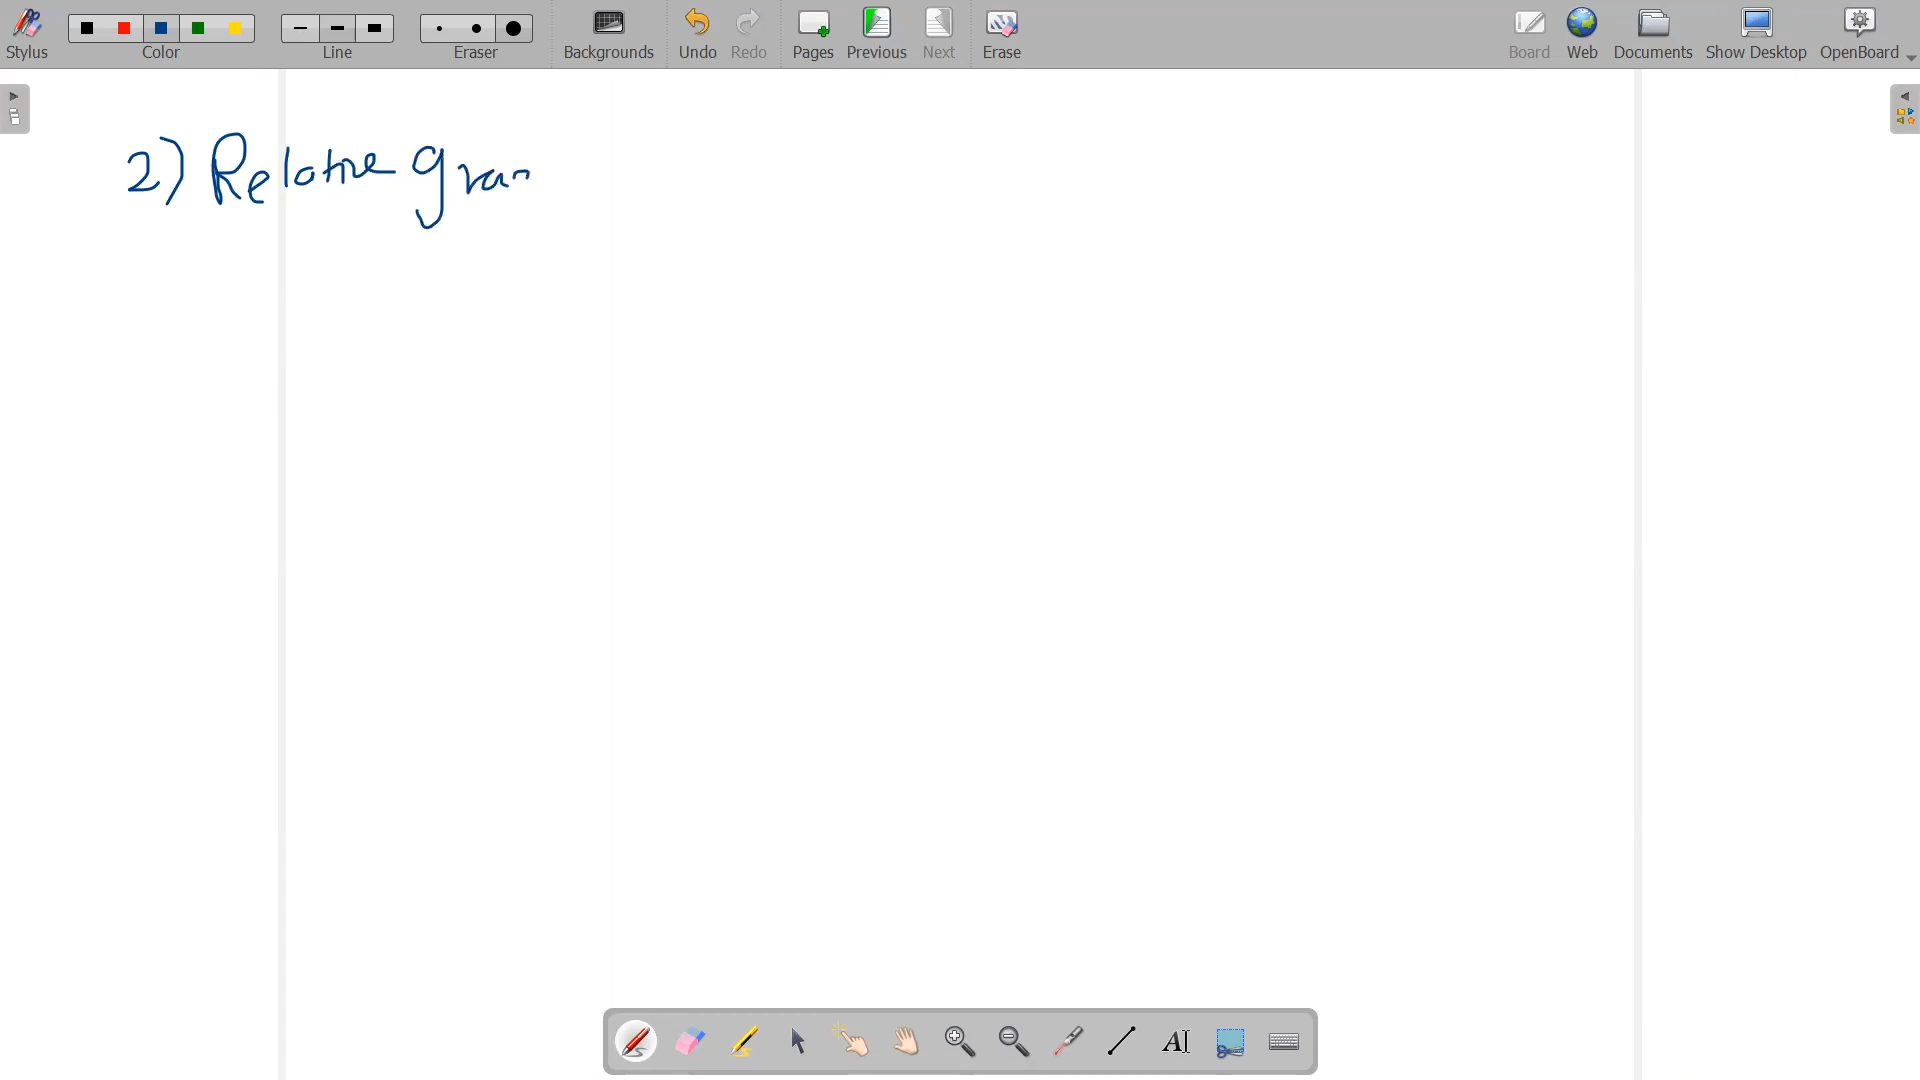 Stylus
Color
Line
Eraser
Backgrounds
Undo
Redo
Pages
Previous
Next
Erase
Board
Web
Documents
Show Desktop
OpenBoard
2) Relative gran
AI